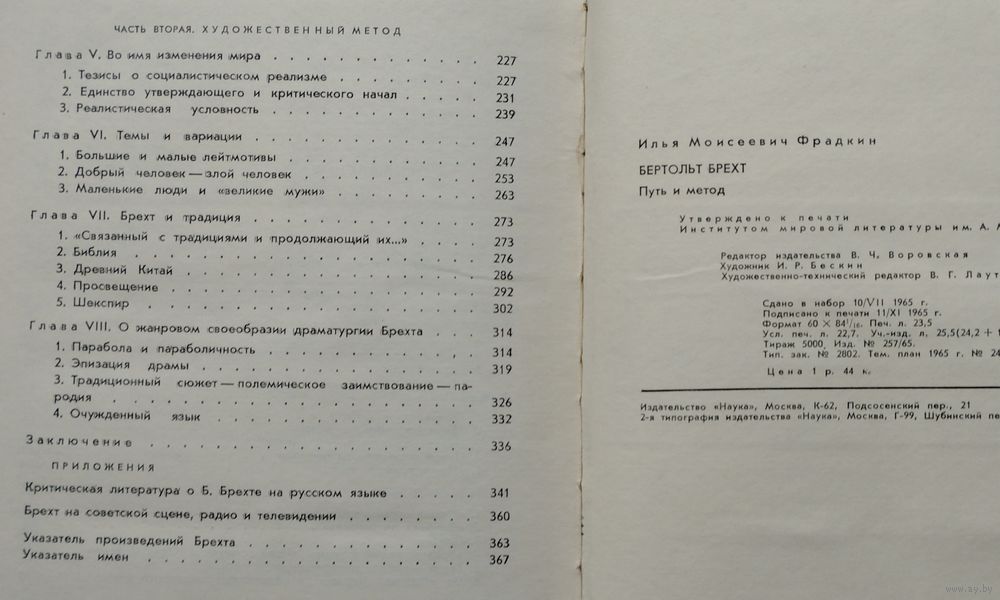 ЧАСТЬ ВТОРАЯ. ХУДОЖЕСТВЕННЫЙ МЕТОД
Глава V. Во имя изменения мира . . . . . . . . . . . . 227
1. Тезисы о социалистическом реализме . . . . . . . . 227
2. Единство утверждающего и критического начал . . . . . 231
3. Реалистическая условность . . . . . . . . . . . . 239
Глава VI. Темы и вариации . . . . . . . . . . . . 247
1. Большие и малые лейтмотивы . . . . . . . . . . 247
2. Добрый человек — злой человек . . . . . . . . . . 253
3. Маленькие люди и «великие мужи» . . . . . . . . 263
Глава VII. Брехт и традиция . . . . . . . . . . . . 273
1. «Связанный с традициями и продолжающий их...» . . . . 273
2. Библия . . . . . . . . . . . . . . . . . 276
3. Древний Китай . . . . . . . . . . . . . . . 286
4. Просвещение . . . . . . . . . . . . . . . 292
5. Шекспир . . . . . . . . . . . . . . . . . 302
Глава VIII. О жанровом своеобразии драматургии Брехта . . . 314
1. Парабола и параболичность . . . . . . . . . . . 314
2. Эпизация драмы . . . . . . . . . . . . . . 319
3. Традиционный сюжет — полемическое заимствование — па-
родия . . . . . . . . . . . . . . . . . . 326
4. Очужденный язык . . . . . . . . . . . . . . 332
Заключение . . . . . . . . . . . . . . . . . 336
ПРИЛОЖЕНИЯ
Критическая литература о Б. Брехте на русском языке . . . . . 341
Брехт на советской сцене, радио и телевидении . . . . . . . 360
Указатель произведений Брехта . . . . . . . . . . . . 363
Указатель имен . . . . . . . . . . . . . . . . . 367
Илья Моисеевич Фрадкин
БЕРТОЛЬТ БРЕХТ
Путь и метод
Утверждено к печати
Институтом мировой литературы им. А.
Редактор издательства В. Ч. Воровская
Художник И. Р. Бескин
Художественно-технический редактор В. Г. Лаут
Сдано в набор 10/VII 1965 г.
Подписано к печати 11/XI 1965 г.
Формат 60 × 84¹/₁₆. Печ. л. 23,5
Усл. печ. л. 22,7. Уч.-изд. л. 25,5(24,2 + 1
Тираж 5000. Изд. № 257/65.
Тип. зак. № 2802. Тем. план 1965 г. № 24
Цена 1 р. 44 к.
Издательство «Наука», Москва, К-62, Подсосенский пер., 21
2-я типография издательства «Наука», Москва, Г-99, Шубинский пе
www.ay.by